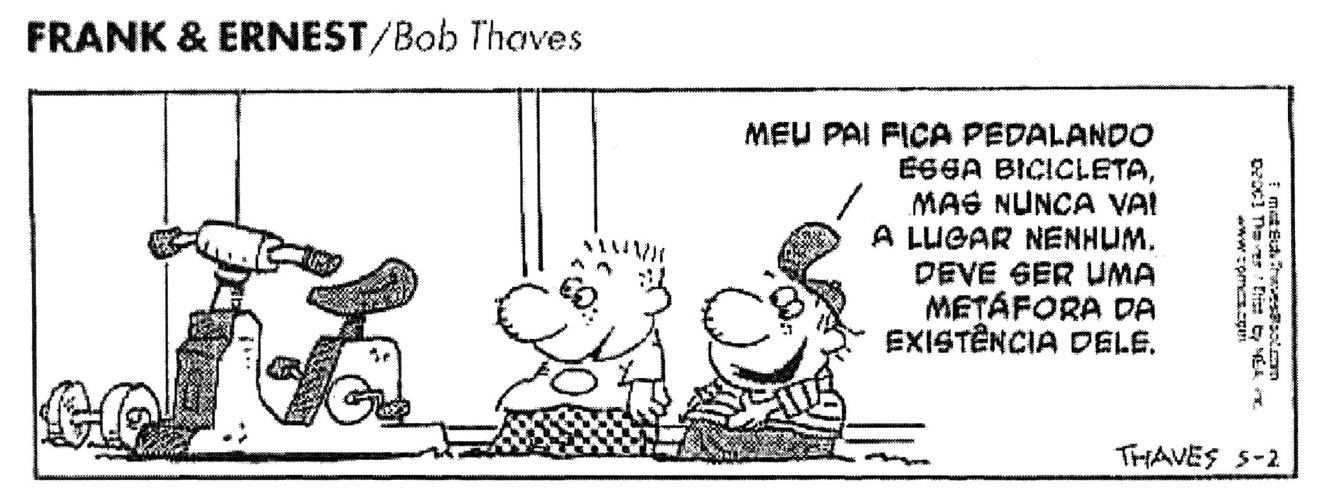 FRANK & ERNEST/Bob Thaves
MEU PAI FICA PEDALANDO
ESSA BICICLETA,
MAS NUNCA VAI
A LUGAR NENHUM.
DEVE SER UMA
METÁFORA DA
EXISTÊNCIA DELE.
THAVES 5-2